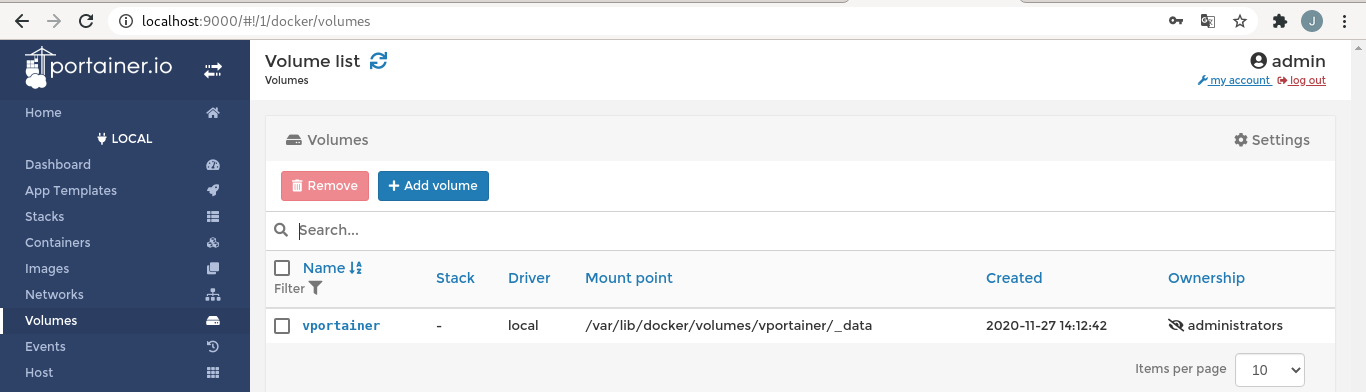 localhost:9000/#!/1/docker/volumes
J
portainer.io
Volume list
admin
Volumes
my account log out
Home
LOCAL
Dashboard
App Templates
Stacks
Containers
Images
Networks
Volumes
Events
Host
Volumes
Settings
Remove
Add volume
Search...
Name Stack Driver Mount point Created Ownership
Filter
vportainer - local /var/lib/docker/volumes/vportainer/_data 2020-11-27 14:12:42 administrators
Items per page 10